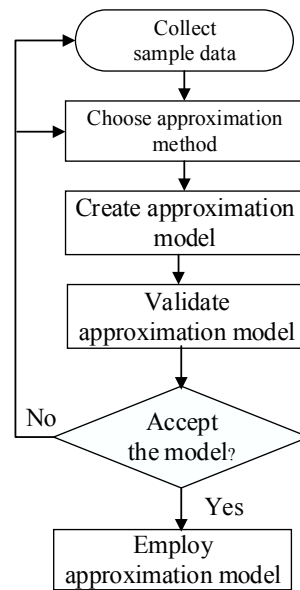 Collect
sample data
Choose approximation
method
Create approximation
model
Validate
approximation model
No
Accept
the model?
Yes
Employ
approximation model